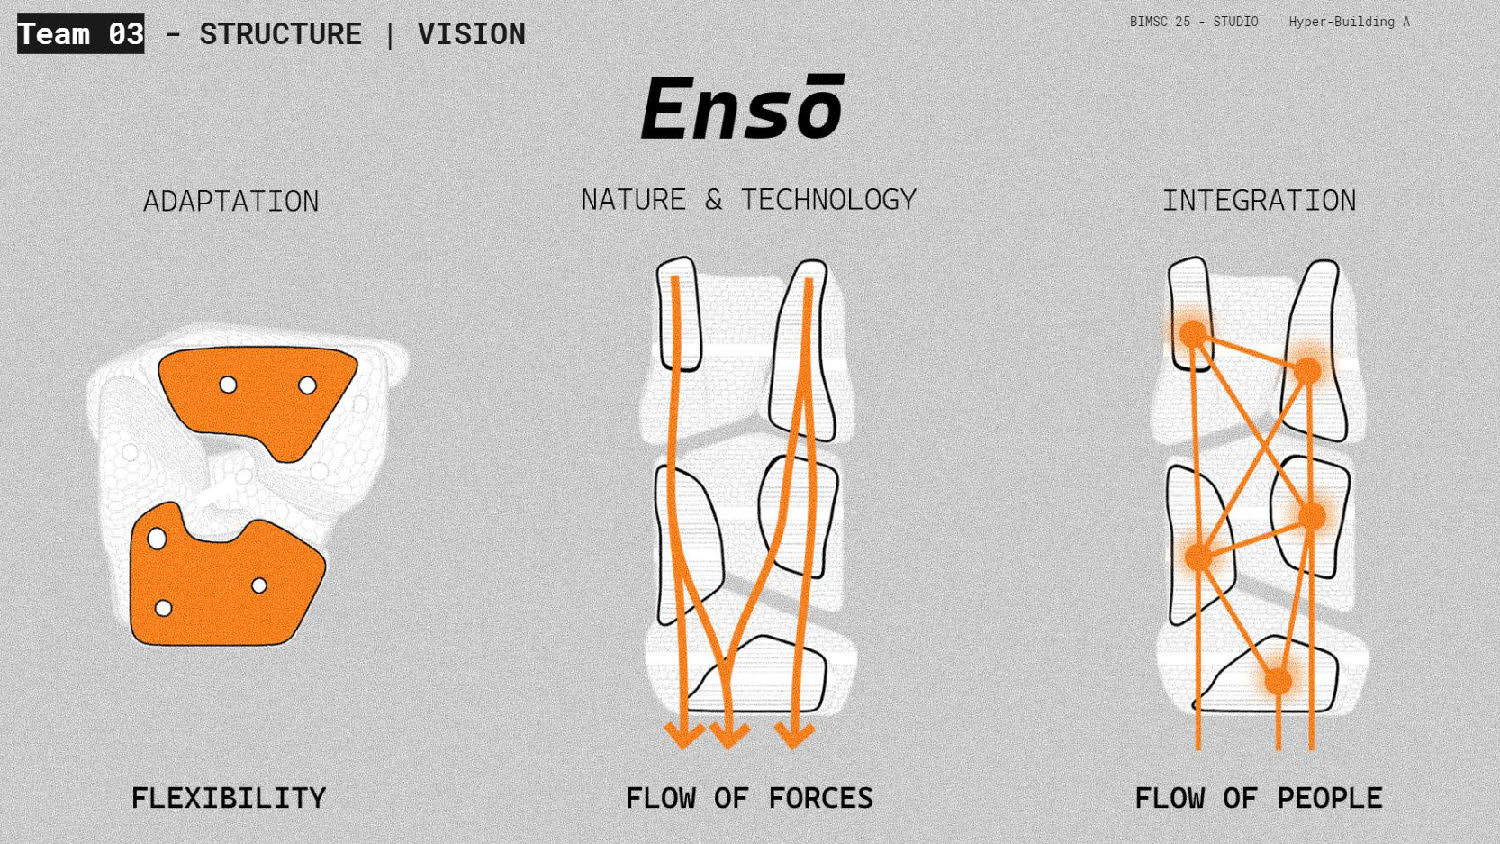 Team 03 - STRUCTURE | VISION
BIMSC 25 - STUDIO Hyper-Building A
Ensō
ADAPTATION
NATURE & TECHNOLOGY
INTEGRATION
FLEXIBILITY
FLOW OF FORCES
FLOW OF PEOPLE